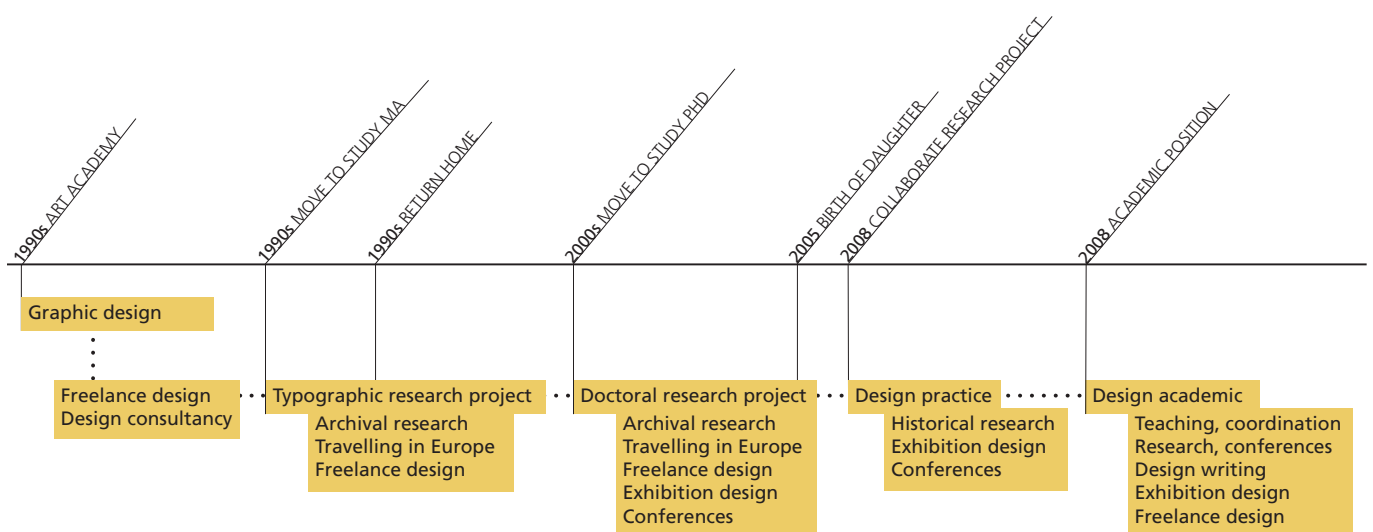 1990s ART ACADEMY
1990s MOVE TO STUDY MA
1990s RETURN HOME
2000s MOVE TO STUDY PHD
2005 BIRTH OF DAUGHTER
2008 COLLABORATE RESEARCH PROJECT
2008 ACADEMIC POSITION
Graphic design
Freelance design
Design consultancy
Typographic research project
Archival research
Travelling in Europe
Freelance design
Doctoral research project
Archival research
Travelling in Europe
Freelance design
Exhibition design
Conferences
Design practice
Historical research
Exhibition design
Conferences
Design academic
Teaching, coordination
Research, conferences
Design writing
Exhibition design
Freelance design